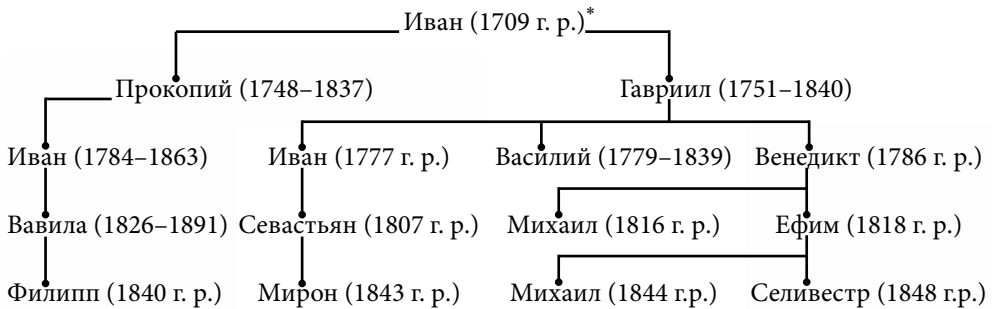 Иван (1709 г. р.)*
Прокопий (1748–1837) Гавриил (1751–1840)
Иван (1784–1863) Иван (1777 г. р.) Василий (1779–1839) Венедикт (1786 г. р.)
Вавила (1826–1891) Севастьян (1807 г. р.) Михаил (1816 г. р.) Ефим (1818 г. р.)
Филипп (1840 г. р.) Мирон (1843 г. р.) Михаил (1844 г.р.) Селивестр (1848 г.р.)